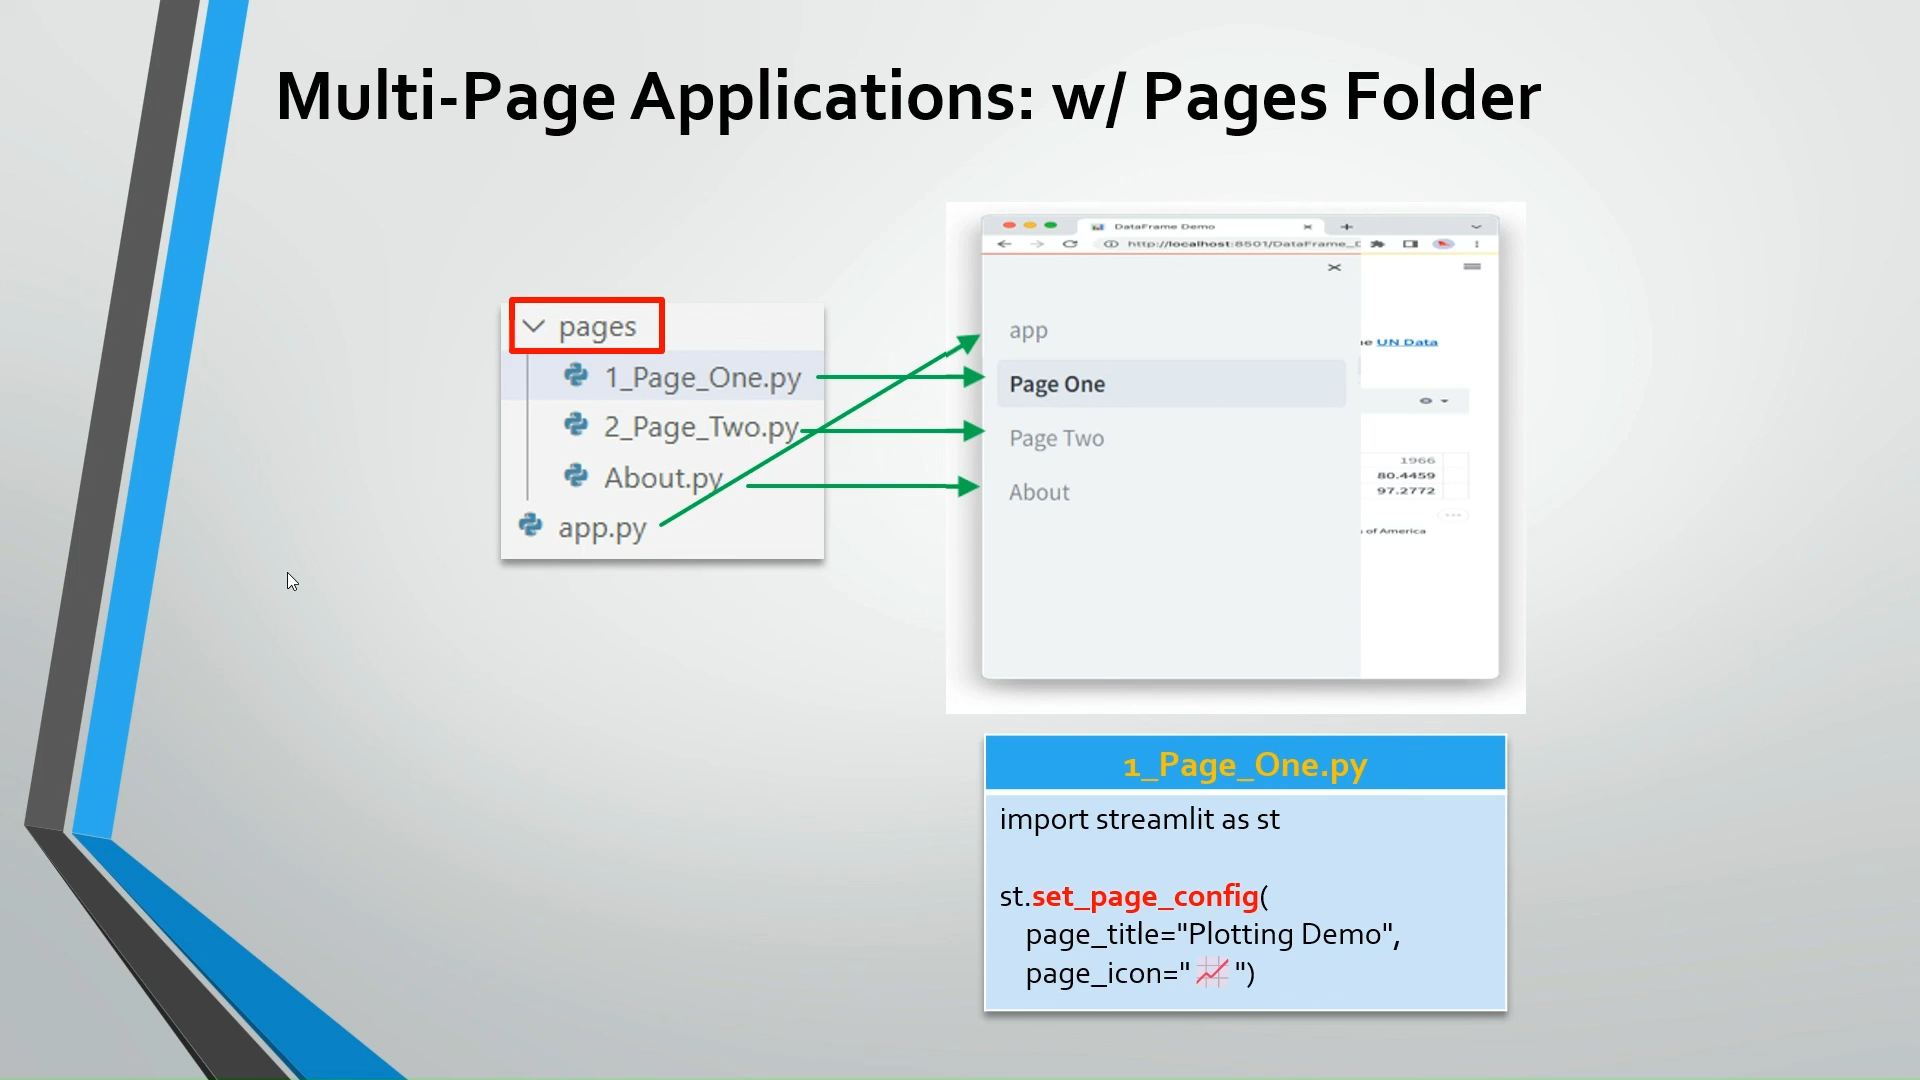 Multi-Page Applications: w/ Pages Folder
pages
1_Page_One.py
2_Page_Two.py
About.py
app.py
DataFrame Demo
http://localhost:8501/DataFrame_D
app
Page One
Page Two
About
e UN Data
1966
80.4459
97.2772
of America
1_Page_One.py
import streamlit as st
st.set_page_config(
page_title="Plotting Demo",
page_icon="📈")